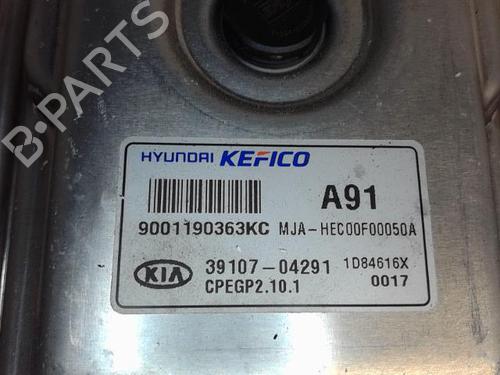 B-PARTS
HYUNDAI KEFICO
A91
9001190363KC MJA-HEC00F00050A
KIA 39107-04291 1D84616X
CPEGP2.10.1 0017